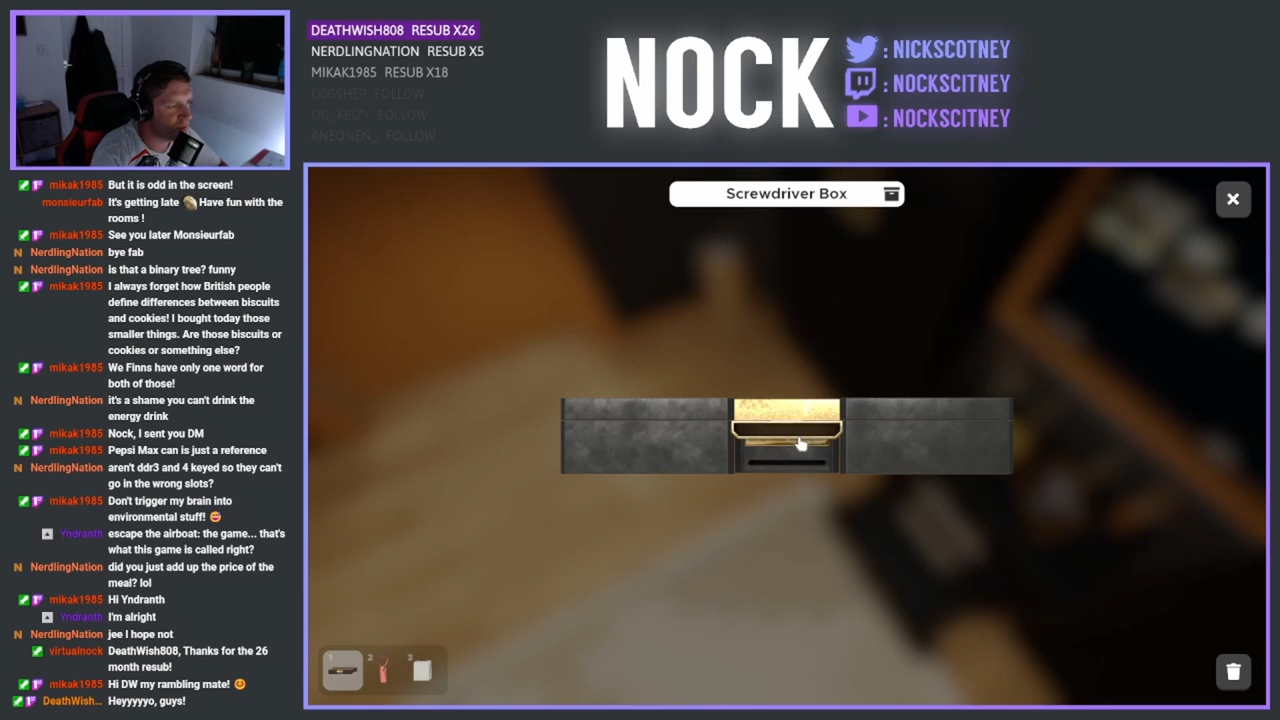 DEATHWISH808 RESUB X26
NERDLINGNATION RESUB X5
MIKAK1985 RESUB X18
D0GSHEP FOLLOW
OG_KEIZY FOLLOW
ANEONEN_ FOLLOW
NOCK
: NICKSCOTNEY
: NOCKSCITNEY
: NOCKSCITNEY
mikak1985 But it is odd in the screen!
monsieurfab It's getting late Have fun with the
rooms !
mikak1985 See you later Monsieurfab
N NerdlingNation bye fab
N NerdlingNation is that a binary tree? funny
mikak1985 I always forget how British people
define differences between biscuits
and cookies! I bought today those
smaller things. Are those biscuits or
cookies or something else?
mikak1985 We Finns have only one word for
both of those!
N NerdlingNation it's a shame you can't drink the
energy drink
mikak1985 Nock, I sent you DM
mikak1985 Pepsi Max can is just a reference
N NerdlingNation aren't ddr3 and 4 keyed so they can't
go in the wrong slots?
mikak1985 Don't trigger my brain into
environmental stuff! 😅
Yndranth escape the airboat: the game... that's
what this game is called right?
N NerdlingNation did you just add up the price of the
meal? lol
mikak1985 Hi Yndranth
Yndranth I'm alright
N NerdlingNation jee I hope not
virtualnock DeathWish808, Thanks for the 26
month resub!
mikak1985 Hi DW my rambling mate! 😊
DeathWish... Heyyyyyo, guys!
Screwdriver Box
1 2 3